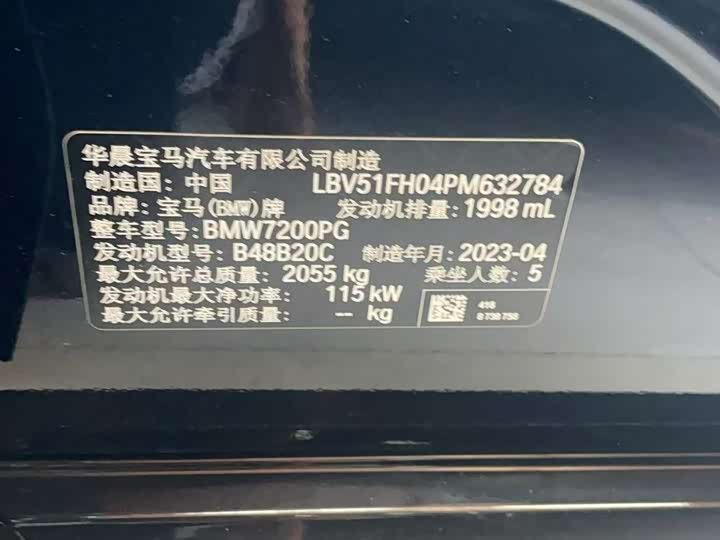 华晨宝马汽车有限公司制造
制造国: 中国 LBV51FH04PM632784
品牌: 宝马(BMW)牌 发动机排量: 1998 mL
整车型号: BMW7200PG
发动机型号: B48B20C 制造年月: 2023-04
最大允许总质量: 2055 kg 乘坐人数: 5
发动机最大净功率: 115 kW
最大允许牵引质量: -- kg
418